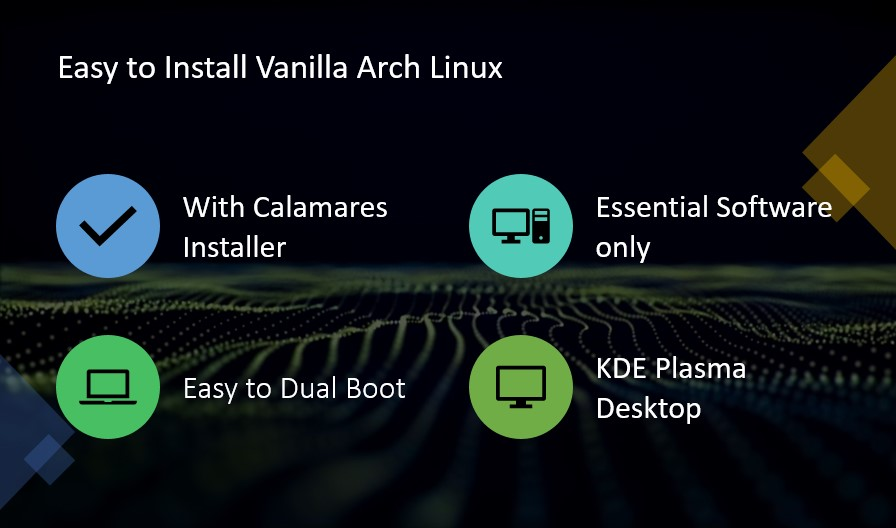 Easy to Install Vanilla Arch Linux
With Calamares
Installer
Essential Software
only
Easy to Dual Boot
KDE Plasma
Desktop